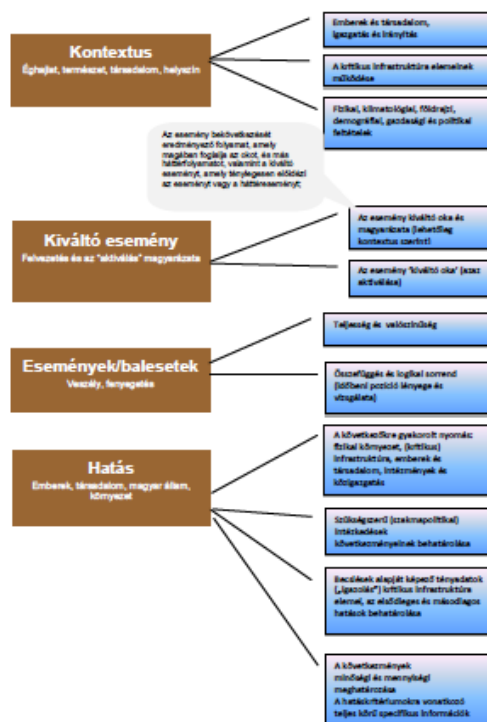 Kontextus
Éghajlat, természet, társadalom, helyszín
Emberek és társadalom,
igazgatás és irányítás
A kritikus infrastruktúra elemeinek
működése
Fizikai, klimatológiai, földrajzi,
demográfiai, gazdasági és politikai
feltételek
Az esemény bekövetkezését
eredményező folyamat, amely
magában foglalja az okot, és más
háttérfolyamatot, valamint a kiváltó
eseményt, amely ténylegesen előidézi
az eseményt vagy a háttéreseményt;
Kiváltó esemény
Felvezetés és az "aktiválás" magyarázata
Az esemény kiváltó oka és
magyarázata (lehetőleg
kontextus szerint)
Az esemény 'kiváltó oka' (azaz
aktiválása)
Események/balesetek
Veszély, fenyegetés
Teljesség és valószínűség
Összefüggés és logikai sorrend
(időbeni pozíció lényege és
vizsgálata)
Hatás
Emberek, társadalom, magyar állam,
környezet
A következőkre gyakorolt nyomás:
fizikai környezet, (kritikus)
infrastruktúra, emberek és
társadalom, intézmények és
közigazgatás
Szükségszerű (szakmapolitikai)
intézkedések
következményeinek behatárolása
Becslések alapját képező tényadatok
(„igazolás") kritikus infrastruktúra
elemei, az elsődleges és másodlagos
hatások behatárolása
A következmények
minőségi és mennyiségi
meghatározása
A hatáskritériumokra vonatkozó
teljes körű specifikus információk